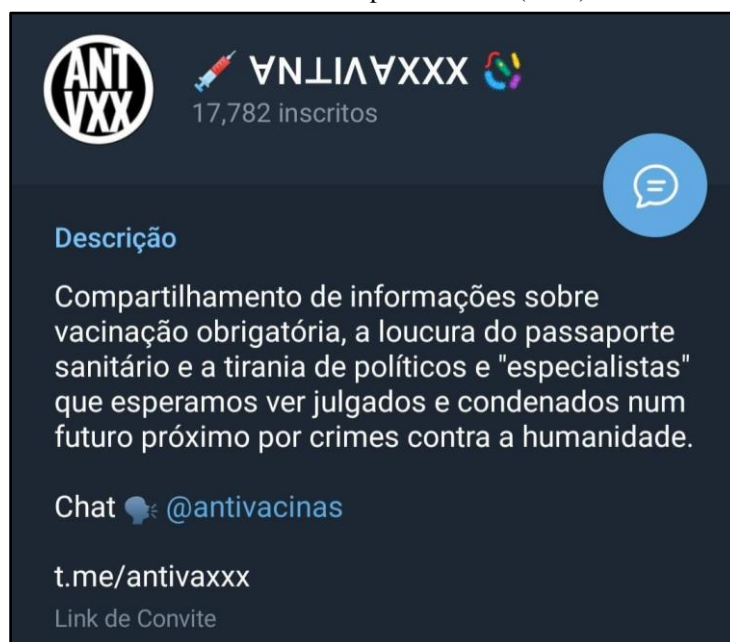 ANT
VXX
💉 ∀N⊥IΛ∀XXX 🦠
17,782 inscritos
Descrição
Compartilhamento de informações sobre
vacinação obrigatória, a loucura do passaporte
sanitário e a tirania de políticos e "especialistas"
que esperamos ver julgados e condenados num
futuro próximo por crimes contra a humanidade.
Chat 🗣 @antivacinas
t.me/antivaxxx
Link de Convite